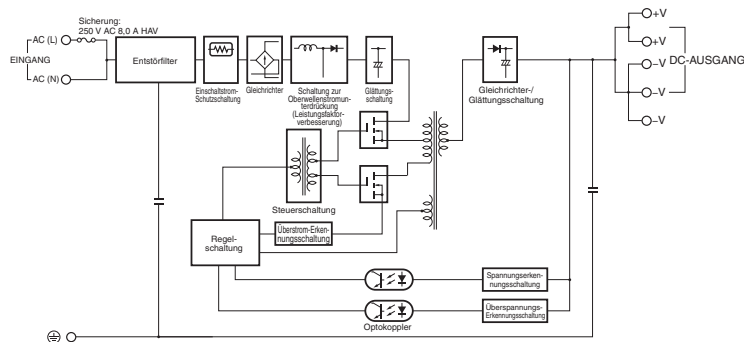 Sicherung:
250 V AC 8,0 A HAV
AC (L)
EINGANG
AC (N)
Entstörfilter
Einschaltstrom-
Schutzschaltung
Gleichrichter
Schaltung zur
Oberwellenstromun-
terdrückung
(Leistungsfaktor-
verbesserung)
Glättungs-
schaltung
Gleichrichter-/
Glättungsschaltung
+V
+V
DC-AUSGANG
–V
–V
–V
Steuerschaltung
Regel-
schaltung
Überstrom-Erken-
nungsschaltung
Spannungserken-
nungsschaltung
Überspannungs-
Erkennungsschaltung
Optokoppler